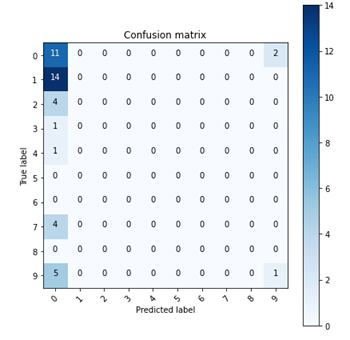 Confusion matrix
0 11 0 0 0 0 0 0 0 0 2
1 14 0 0 0 0 0 0 0 0 0
2 4 0 0 0 0 0 0 0 0 0
3 1 0 0 0 0 0 0 0 0 0
4 1 0 0 0 0 0 0 0 0 0
5 0 0 0 0 0 0 0 0 0 0
6 0 0 0 0 0 0 0 0 0 0
7 4 0 0 0 0 0 0 0 0 0
8 0 0 0 0 0 0 0 0 0 0
9 5 0 0 0 0 0 0 0 0 1
True label
0 1 2 3 4 5 6 7 8 9
Predicted label
14
12
10
8
6
4
2
0